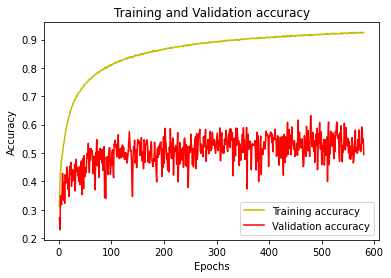 Training and Validation accuracy
Accuracy
0.9
0.8
0.7
0.6
0.5
0.4
0.3
0.2
Training accuracy
Validation accuracy
0 100 200 300 400 500 600
Epochs